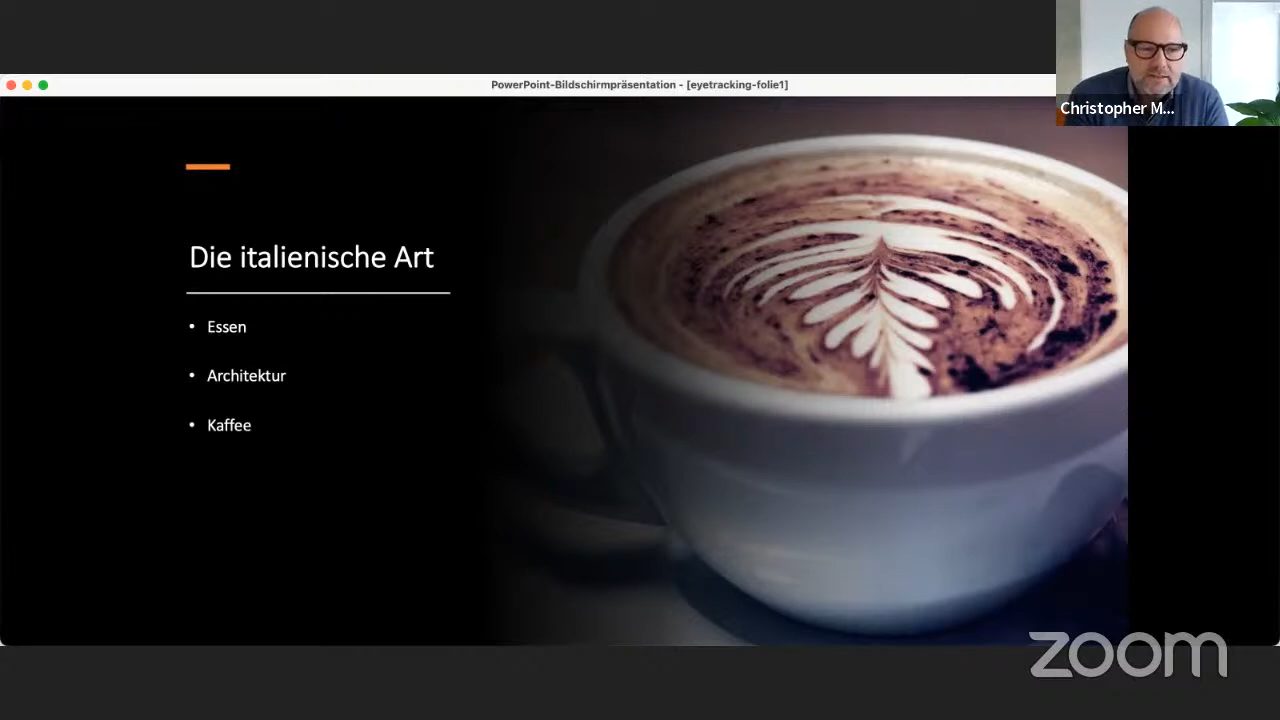 PowerPoint-Bildschirmpräsentation - [eyetracking-folie1]
Christopher M...
Die italienische Art
• Essen
• Architektur
• Kaffee
zoom